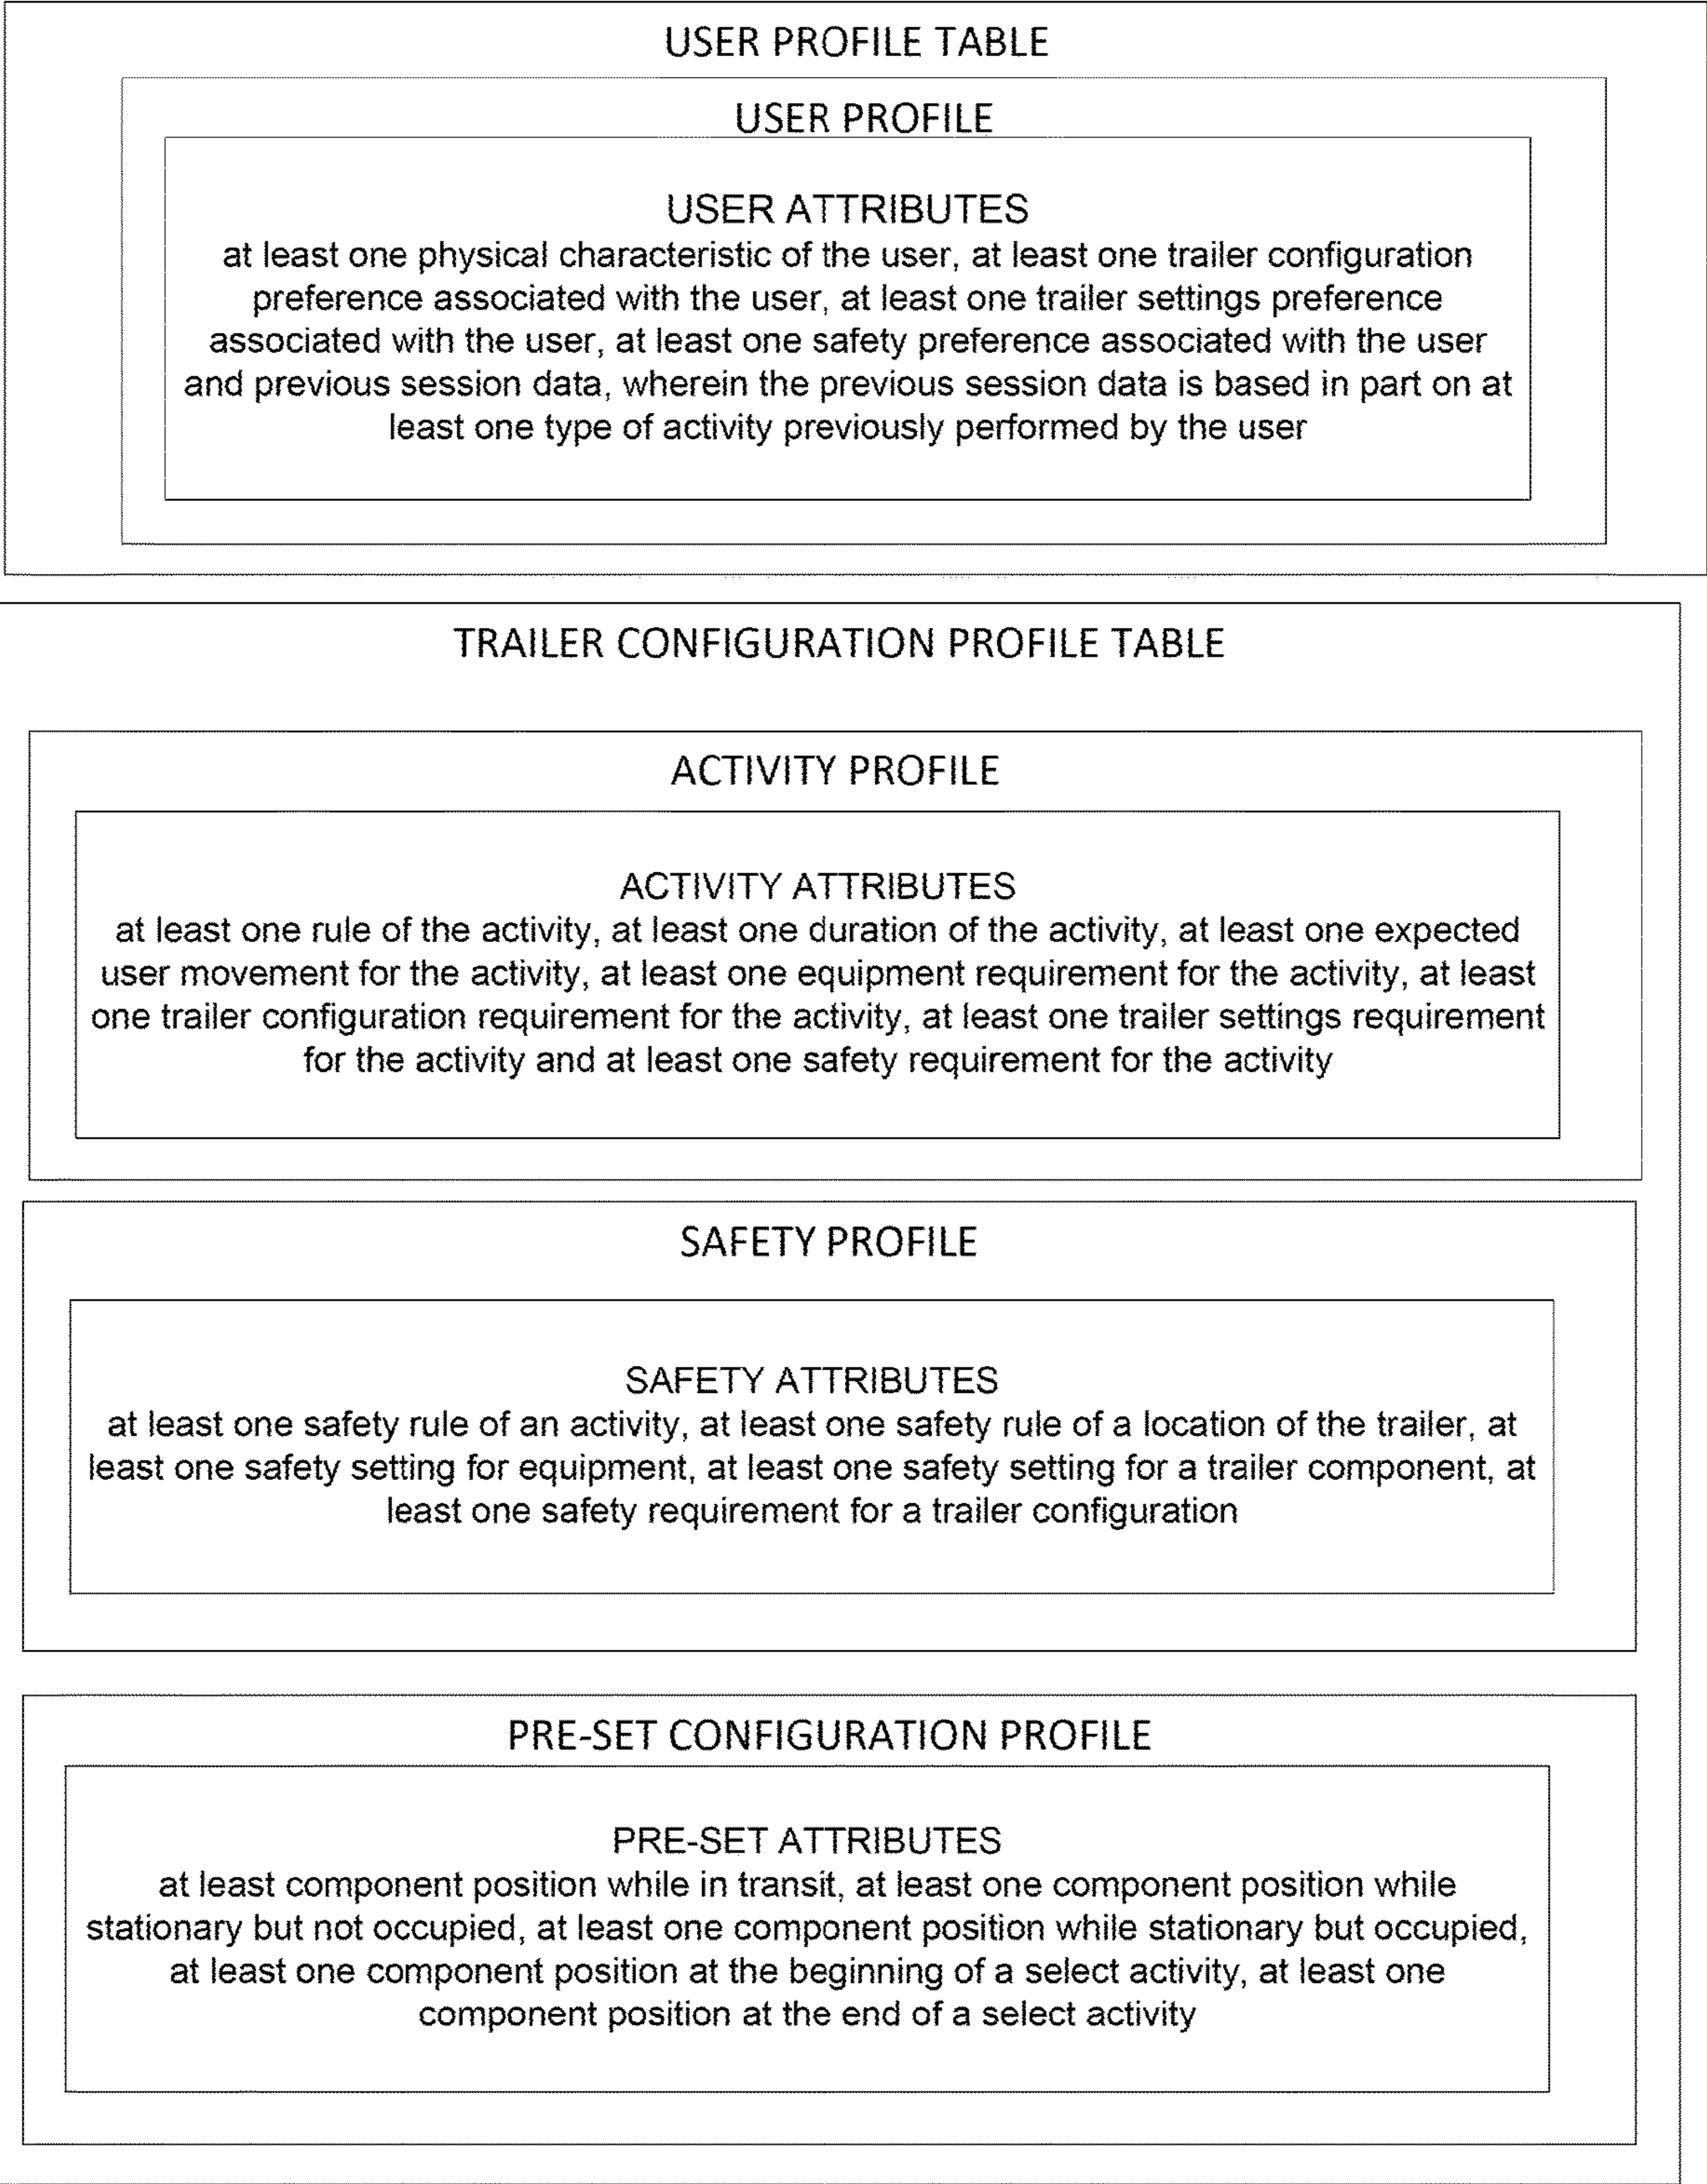 USER PROFILE TABLE
USER PROFILE
USER ATTRIBUTES
at least one physical characteristic of the user, at least one trailer configuration
preference associated with the user, at least one trailer settings preference
associated with the user, at least one safety preference associated with the user
and previous session data, wherein the previous session data is based in part on at
least one type of activity previously performed by the user
TRAILER CONFIGURATION PROFILE TABLE
ACTIVITY PROFILE
ACTIVITY ATTRIBUTES
at least one rule of the activity, at least one duration of the activity, at least one expected
user movement for the activity, at least one equipment requirement for the activity, at least
one trailer configuration requirement for the activity, at least one trailer settings requirement
for the activity and at least one safety requirement for the activity
SAFETY PROFILE
SAFETY ATTRIBUTES
at least one safety rule of an activity, at least one safety rule of a location of the trailer, at
least one safety setting for equipment, at least one safety setting for a trailer component, at
least one safety requirement for a trailer configuration
PRE-SET CONFIGURATION PROFILE
PRE-SET ATTRIBUTES
at least component position while in transit, at least one component position while
stationary but not occupied, at least one component position while stationary but occupied,
at least one component position at the beginning of a select activity, at least one
component position at the end of a select activity